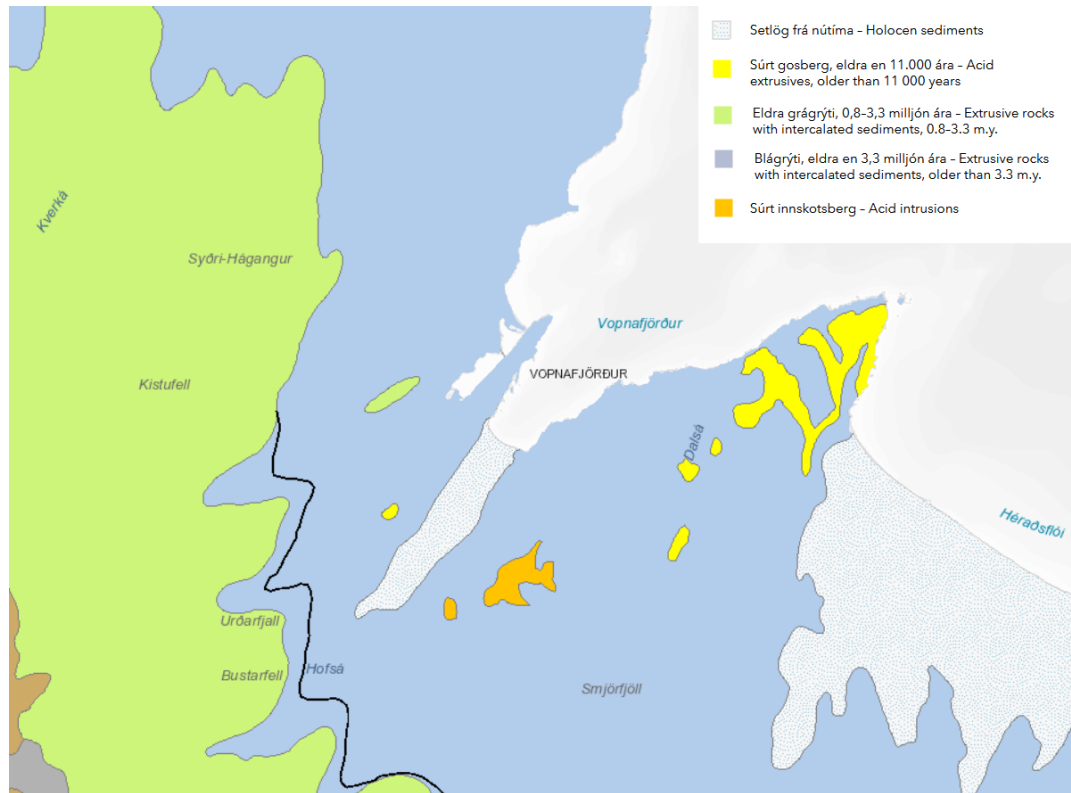 Setlög frá nútíma – Holocen sediments
Súrt gosberg, eldra en 11.000 ára – Acid
extrusives, older than 11 000 years
Eldra grágrýti, 0,8–3,3 milljón ára – Extrusive rocks
with intercalated sediments, 0.8–3.3 m.y.
Blágrýti, eldra en 3,3 milljón ára – Extrusive rocks
with intercalated sediments, older than 3.3 m.y.
Súrt innskotsberg – Acid intrusions
Kverká
Syðri-Hágangur
Vopnafjörður
VOPNAFJÖRÐUR
Kistufell
Dalsá
Héraðsflói
Urðarfjall
Bustarfell
Hofsá
Smjörfjöll